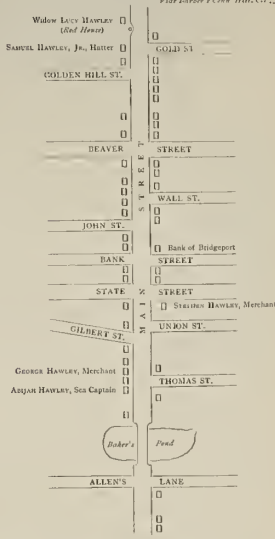 WIDOW LUCY HAWLEY
(Red House)
SAMUEL HAWLEY, JR., Hatter
GOLD ST.
GOLDEN HILL ST.
BEAVER STREET
MAIN STREET
WALL ST.
JOHN ST.
Bank of Bridgeport
BANK STREET
STATE STREET
STEPHEN HAWLEY, Merchant
UNION ST.
GILBERT ST.
GEORGE HAWLEY, Merchant
THOMAS ST.
ABIJAH HAWLEY, Sea Captain
Baker's Pond
ALLEN'S LANE